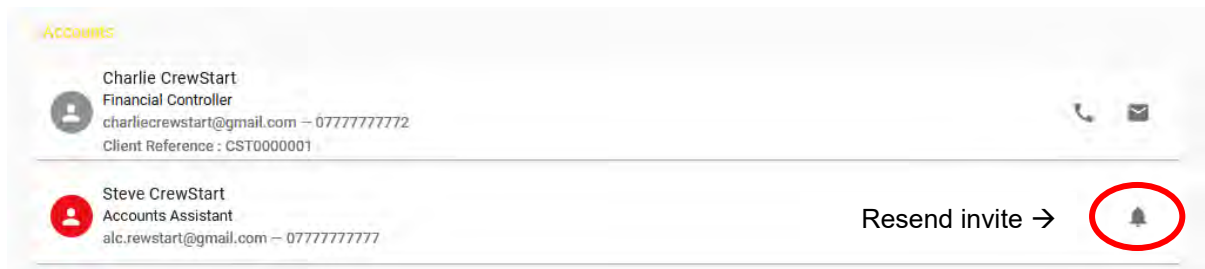 Accounts
Charlie CrewStart
Financial Controller
charliecrewstart@gmail.com – 07777777772
Client Reference : CST0000001
Steve CrewStart
Accounts Assistant
Resend invite →
alc.rewstart@gmail.com – 07777777777